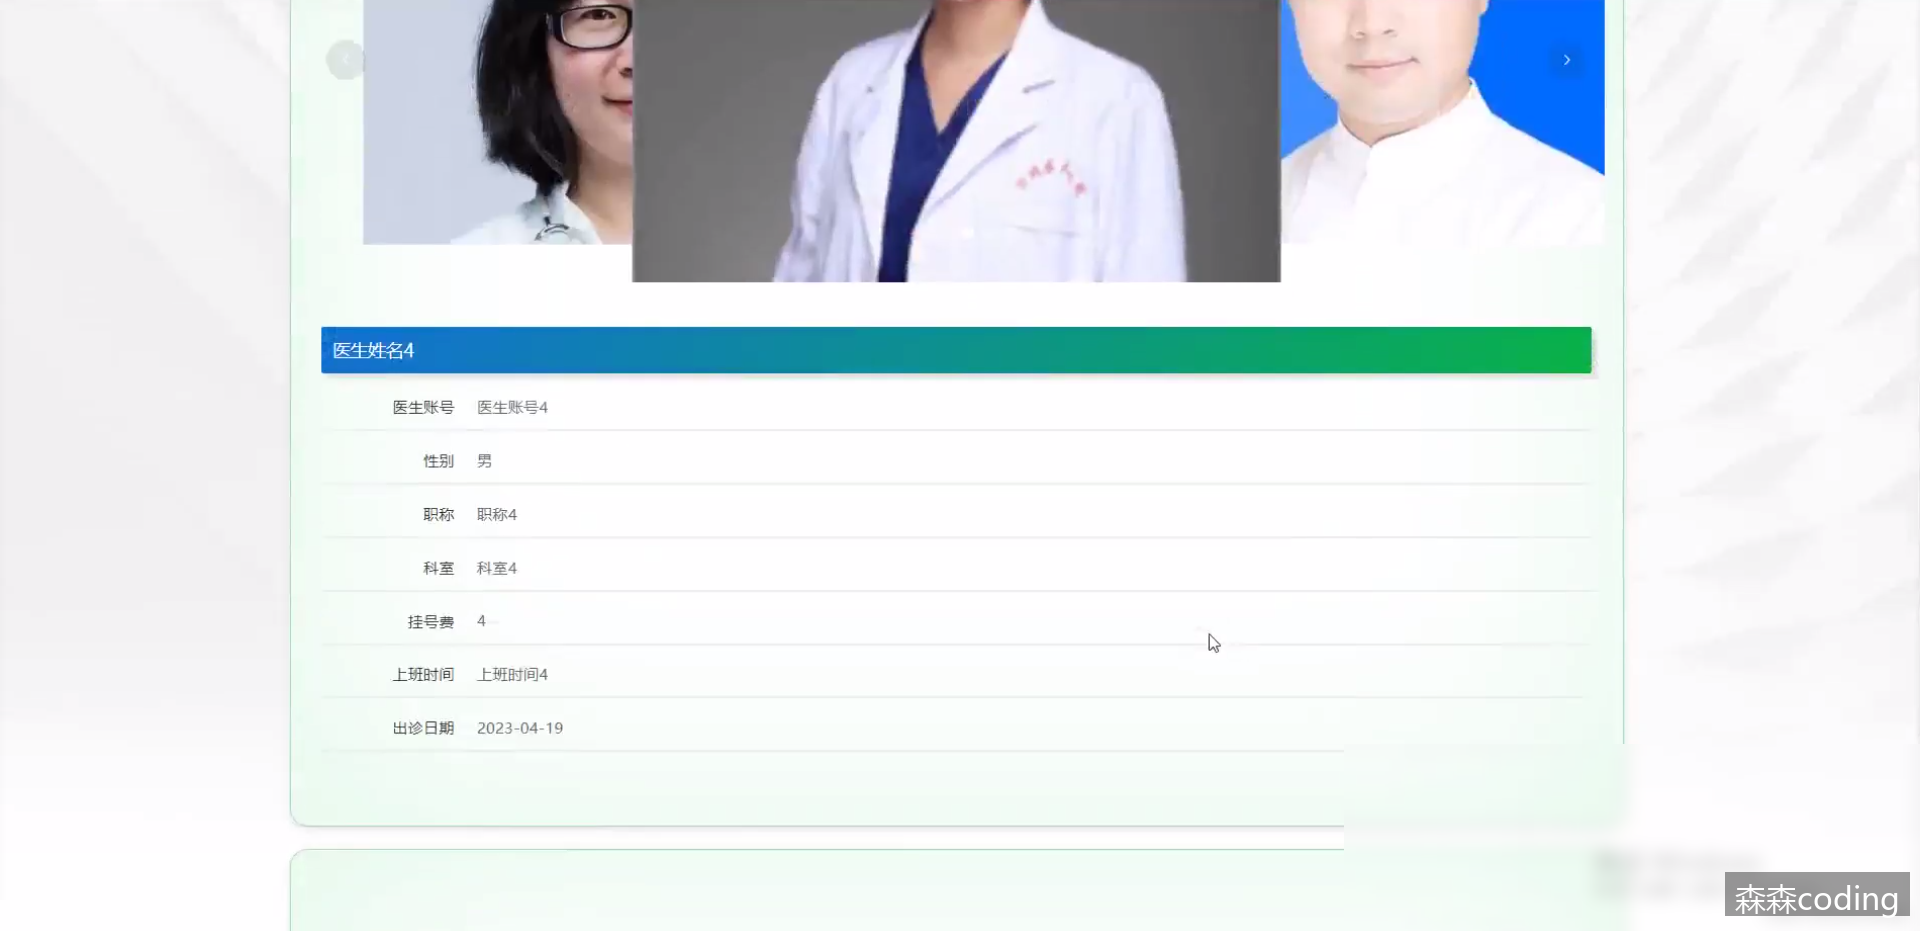 医生姓名4
医生账号 医生账号4
性别 男
职称 职称4
科室 科室4
挂号费 4
上班时间 上班时间4
出诊日期 2023-04-19
森森coding